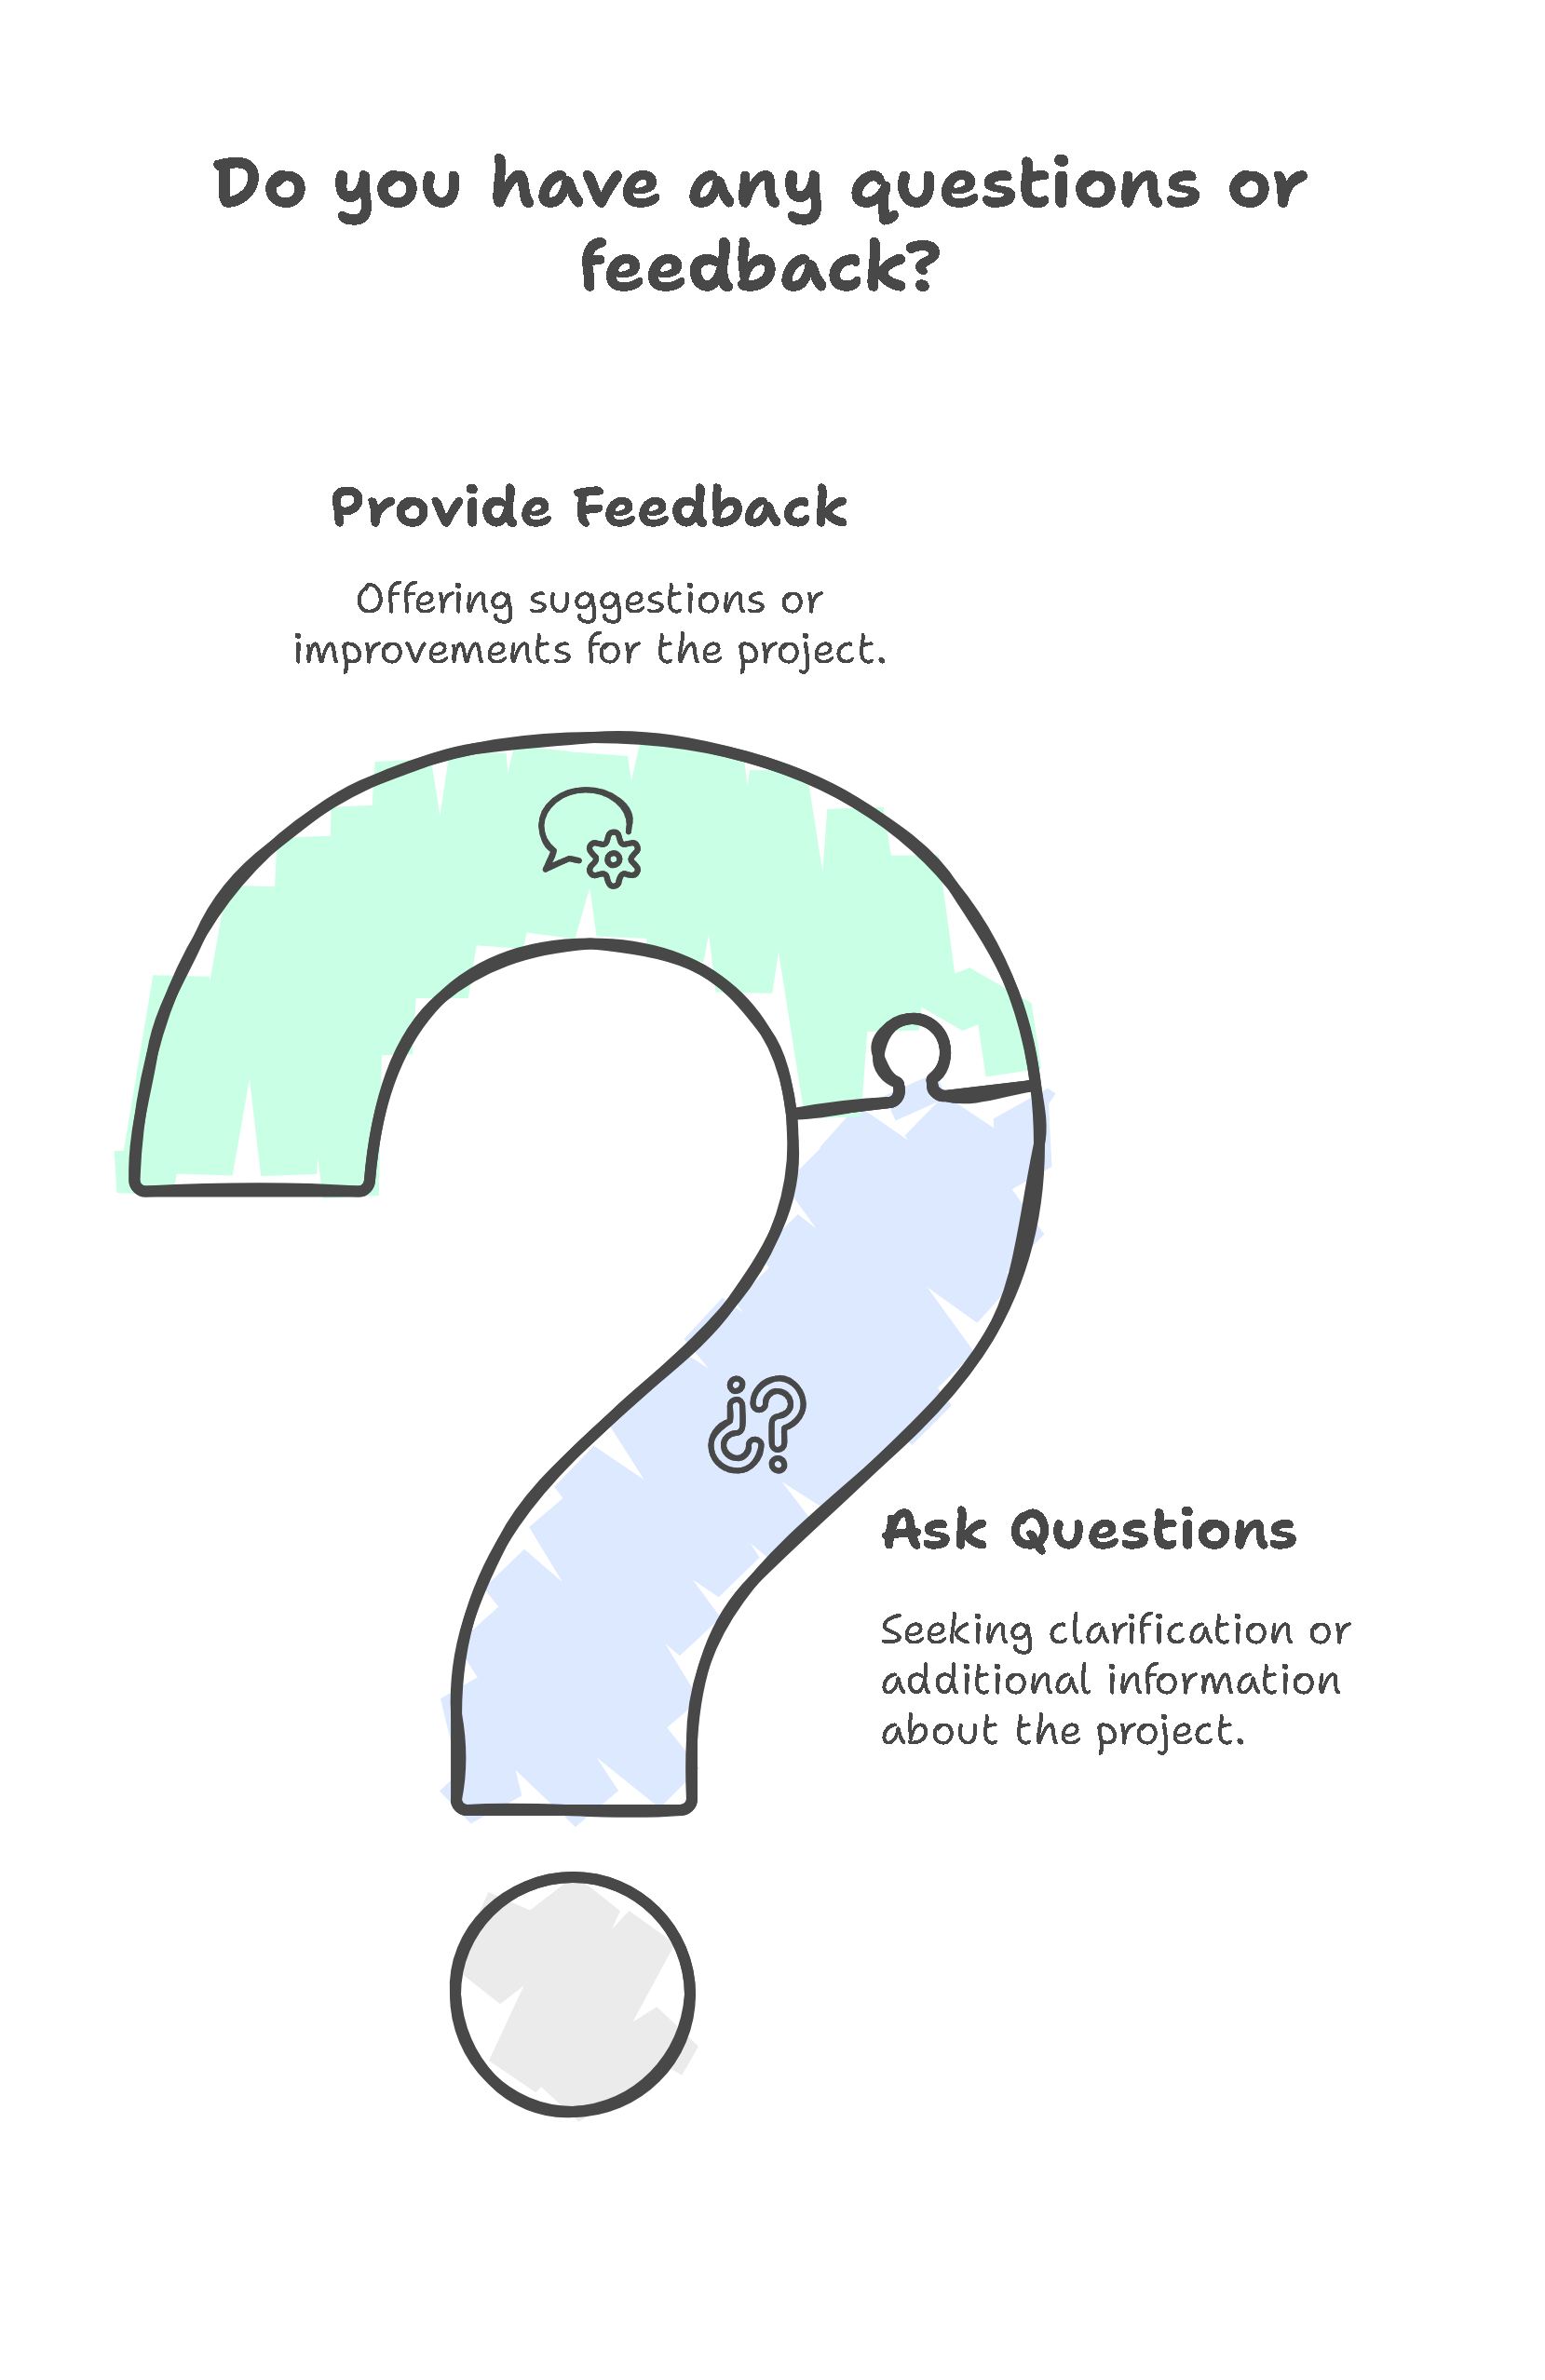 Do you have any questions or
feedback?
Provide Feedback
Offering suggestions or
improvements for the project.
Ask Questions
Seeking clarification or
additional information
about the project.